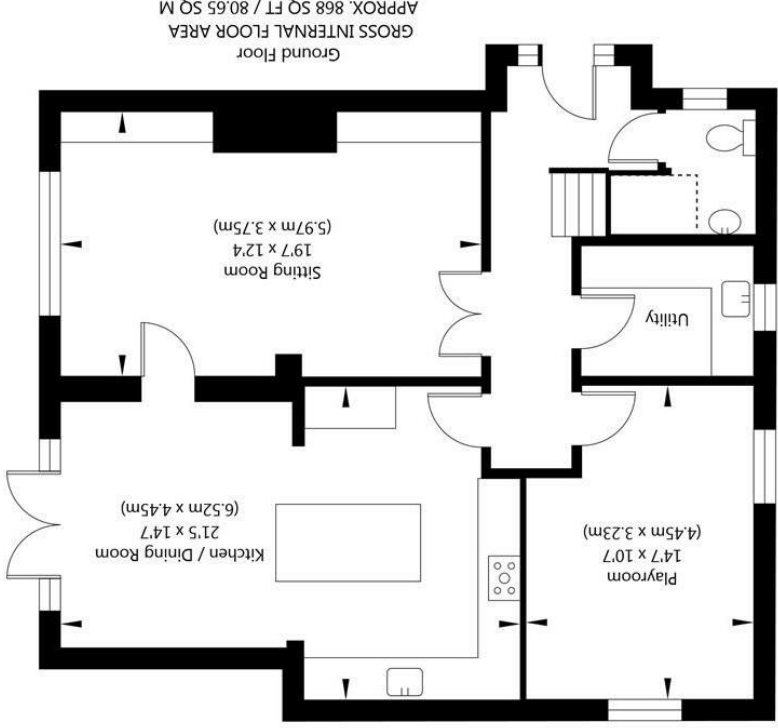 Playroom
14'7 x 10'7
(4.45m x 3.23m)
Kitchen / Dining Room
21'5 x 14'7
(6.52m x 4.45m)
Utility
Sitting Room
19'7 x 12'4
(5.97m x 3.75m)
Ground Floor
GROSS INTERNAL FLOOR AREA
APPROX. 868 SQ FT / 80.65 SQ M